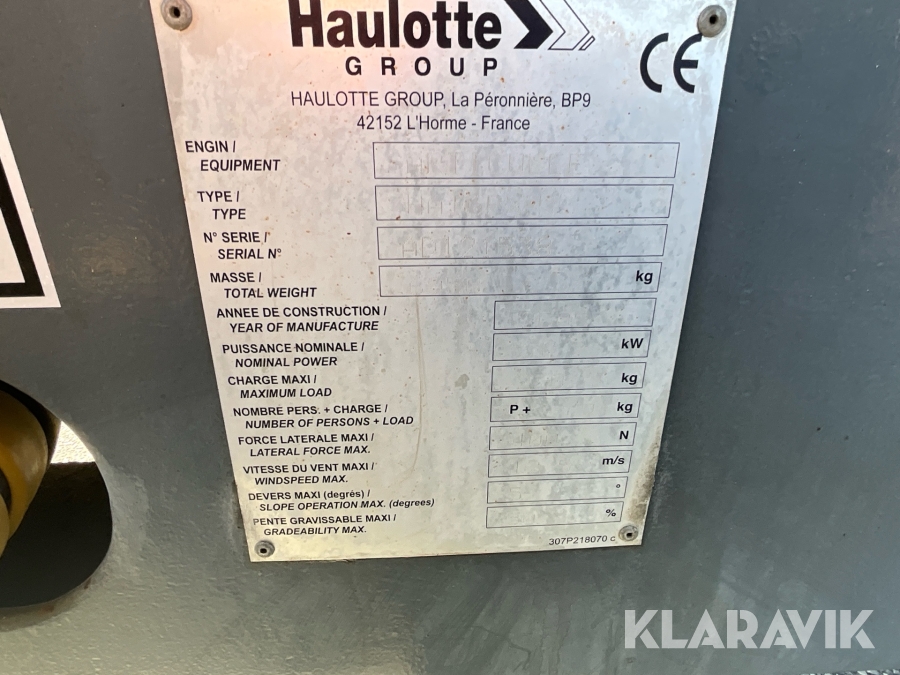 Haulotte
GROUP
CE
HAULOTTE GROUP, La Péronnière, BP9
42152 L'Horme - France
ENGIN /
EQUIPMENT
TYPE /
TYPE
N° SERIE /
SERIAL N°
MASSE /
TOTAL WEIGHT
kg
ANNEE DE CONSTRUCTION /
YEAR OF MANUFACTURE
PUISSANCE NOMINALE /
NOMINAL POWER
kW
CHARGE MAXI /
MAXIMUM LOAD
kg
NOMBRE PERS. + CHARGE /
NUMBER OF PERSONS + LOAD
P + kg
FORCE LATERALE MAXI /
LATERAL FORCE MAX.
N
VITESSE DU VENT MAXI /
WINDSPEED MAX.
m/s
DEVERS MAXI (degrés) /
SLOPE OPERATION MAX. (degrees)
°
PENTE GRAVISSABLE MAXI /
GRADEABILITY MAX.
%
307P218070 c
KLARAVIK